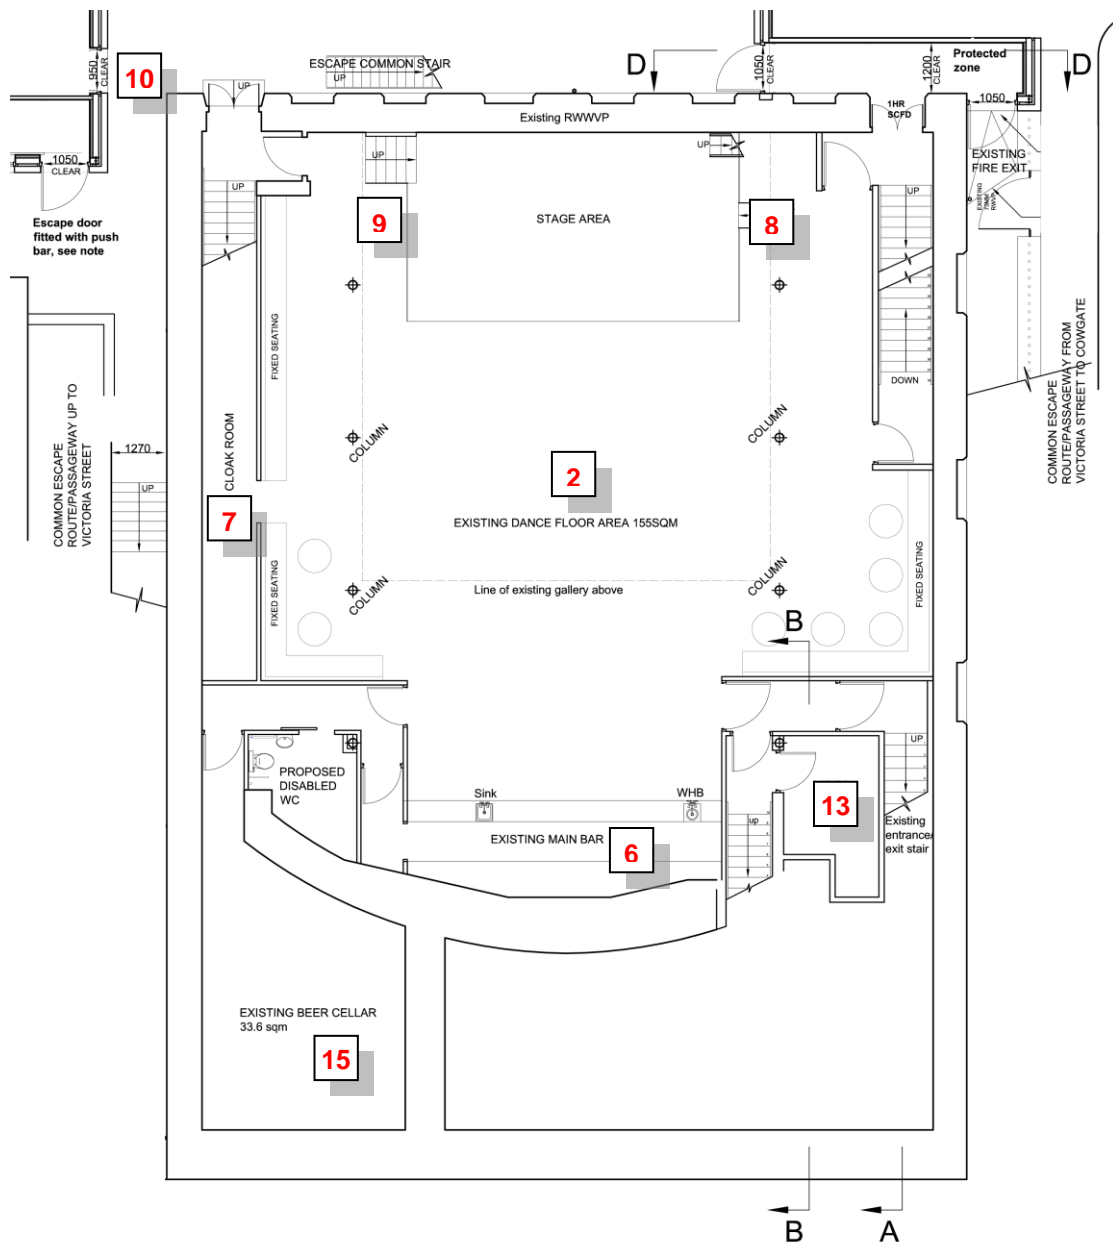 950
CLEAR
10
UP
ESCAPE COMMON STAIR
UP
D
1050
CLEAR
1200
CLEAR
Protected
zone
D
Existing RWWVP
1HR
SCFD
1050
1050
CLEAR
UP
UP
EXISTING
FIRE EXIT
EXISTING
75MM
RWVP
UP
UP
Escape door
fitted with push
bar, see note
9
STAGE AREA
8
FIXED SEATING
COMMON ESCAPE
ROUTE/PASSAGEWAY UP TO
VICTORIA STREET
1270
UP
CLOAK ROOM
7
COLUMN
COLUMN
DOWN
COMMON ESCAPE
ROUTE/PASSAGEWAY FROM
VICTORIA STREET TO COWGATE
2
EXISTING DANCE FLOOR AREA 155SQM
FIXED SEATING
COLUMN
Line of existing gallery above
COLUMN
FIXED SEATING
B
UP
PROPOSED
DISABLED
WC
Sink
WHB
13
EXISTING MAIN BAR
6
up
Existing
entrance/
exit stair
EXISTING BEER CELLAR
33.6 sqm
15
B
A